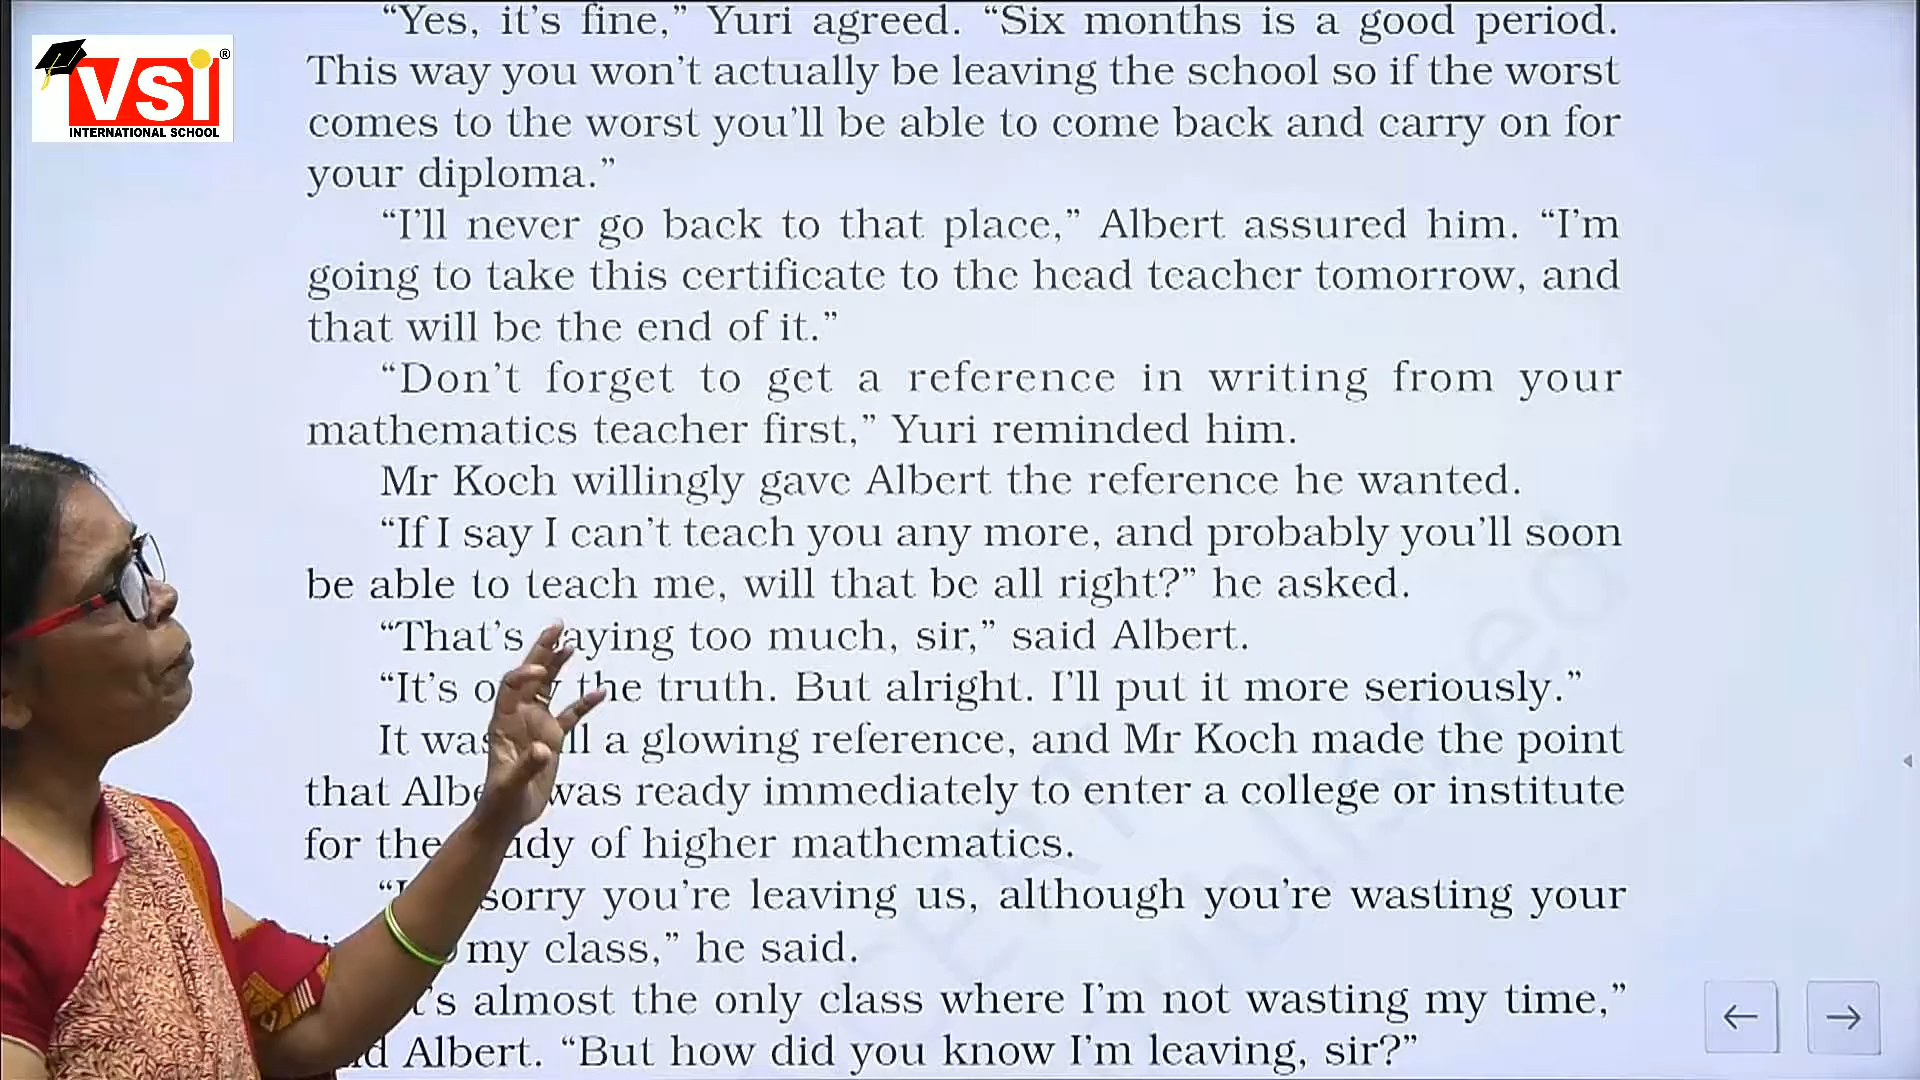 VSI ®
INTERNATIONAL SCHOOL
“Yes, it’s fine,” Yuri agreed. “Six months is a good period.
This way you won’t actually be leaving the school so if the worst
comes to the worst you’ll be able to come back and carry on for
your diploma.”
“I’ll never go back to that place,” Albert assured him. “I’m
going to take this certificate to the head teacher tomorrow, and
that will be the end of it.”
“Don’t forget to get a reference in writing from your
mathematics teacher first,” Yuri reminded him.
Mr Koch willingly gave Albert the reference he wanted.
“If I say I can’t teach you any more, and probably you’ll soon
be able to teach me, will that be all right?” he asked.
“That’s saying too much, sir,” said Albert.
“It’s the truth. But alright. I’ll put it more seriously.”
It was a glowing reference, and Mr Koch made the point
that Albert was ready immediately to enter a college or institute
for the study of higher mathematics.
sorry you’re leaving us, although you’re wasting your
my class,” he said.
almost the only class where I’m not wasting my time,”
Albert. “But how did you know I’m leaving, sir?”